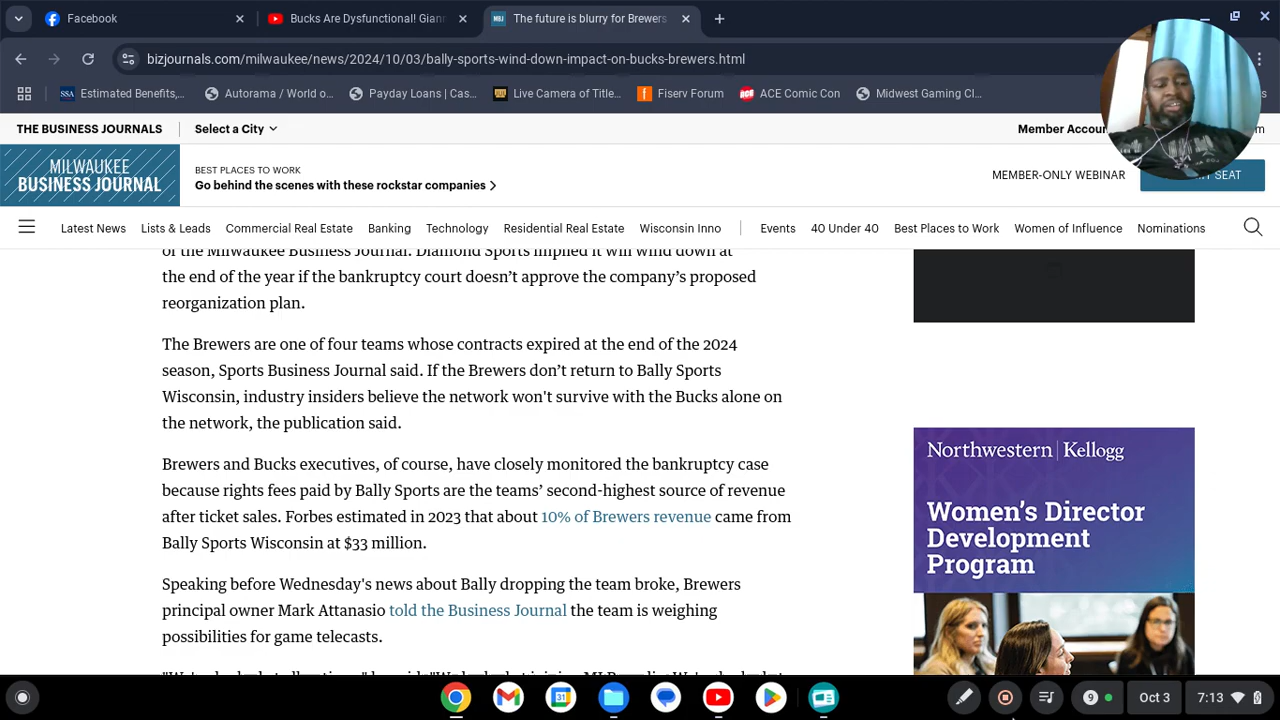 Facebook
Bucks Are Dysfunctional! Giann
The future is blurry for Brewers
bizjournals.com/milwaukee/news/2024/10/03/bally-sports-wind-down-impact-on-bucks-brewers.html
SSA Estimated Benefits,...
Autorama / World o...
Payday Loans | Cas...
Live Camera of Title...
Fiserv Forum
ACE ACE Comic Con
Midwest Gaming Cl...
THE BUSINESS JOURNALS
Select a City
Member Accou
MILWAUKEE
BUSINESS JOURNAL
BEST PLACES TO WORK
Go behind the scenes with these rockstar companies
MEMBER-ONLY WEBINAR
SEAT
Latest News
Lists & Leads
Commercial Real Estate
Banking
Technology
Residential Real Estate
Wisconsin Inno
Events
40 Under 40
Best Places to Work
Women of Influence
Nominations
of the Milwaukee Business Journal. Diamond Sports implied it will wind down at
the end of the year if the bankruptcy court doesn't approve the company's proposed
reorganization plan.
The Brewers are one of four teams whose contracts expired at the end of the 2024
season, Sports Business Journal said. If the Brewers don't return to Bally Sports
Wisconsin, industry insiders believe the network won't survive with the Bucks alone on
the network, the publication said.
Brewers and Bucks executives, of course, have closely monitored the bankruptcy case
because rights fees paid by Bally Sports are the teams' second-highest source of revenue
after ticket sales. Forbes estimated in 2023 that about 10% of Brewers revenue came from
Bally Sports Wisconsin at $33 million.
Speaking before Wednesday's news about Bally dropping the team broke, Brewers
principal owner Mark Attanasio told the Business Journal the team is weighing
possibilities for game telecasts.
Northwestern | Kellogg
Women's Director
Development
Program
31
9
Oct 3
7:13